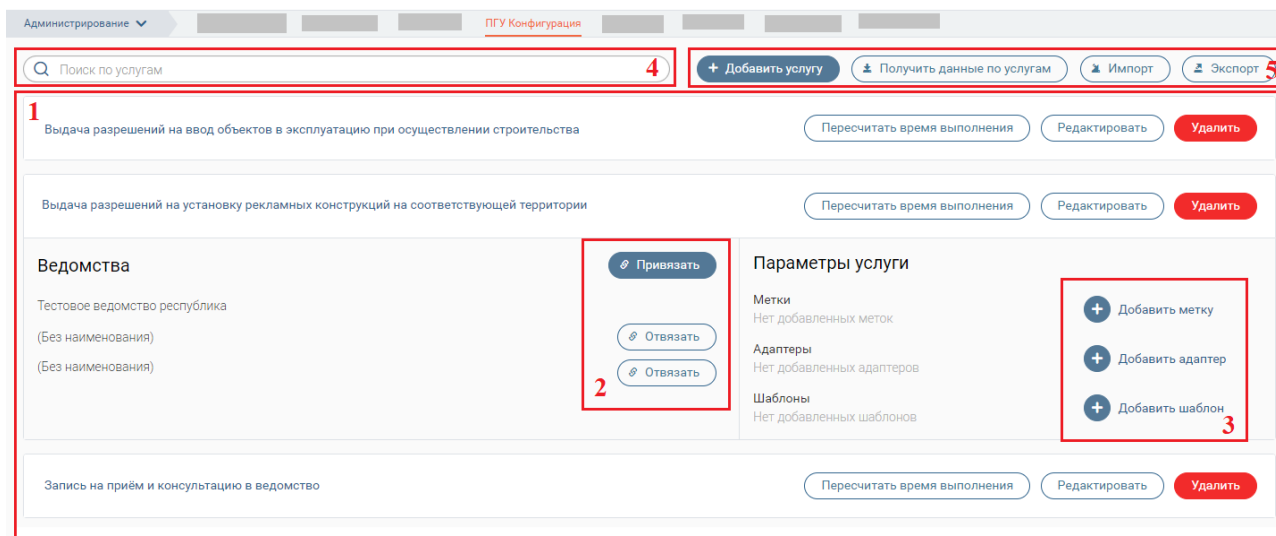 Администрирование ПГУ Конфигурация
Поиск по услугам 4 + Добавить услугу Получить данные по услугам Импорт Экспорт 5
1
Выдача разрешений на ввод объектов в эксплуатацию при осуществлении строительства Пересчитать время выполнения Редактировать Удалить
Выдача разрешений на установку рекламных конструкций на соответствующей территории Пересчитать время выполнения Редактировать Удалить
Ведомства Привязать
Тестовое ведомство республика
(Без наименования) Отвязать
(Без наименования) Отвязать
2
Параметры услуги
Метки
Нет добавленных меток
+ Добавить метку
Адаптеры
Нет добавленных адаптеров
+ Добавить адаптер
Шаблоны
Нет добавленных шаблонов
+ Добавить шаблон
3
Запись на приём и консультацию в ведомство Пересчитать время выполнения Редактировать Удалить